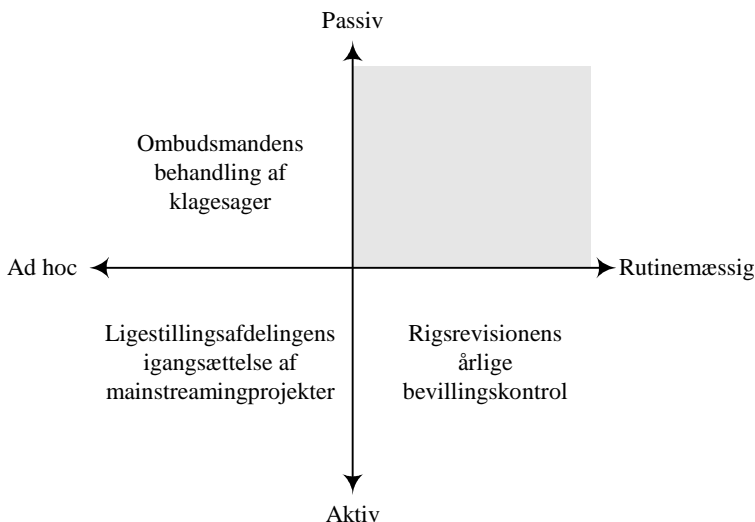 Passiv
Ombudsmandens
behandling af
klagesager
Ad hoc
Rutinemæssig
Ligestillingsafdelingens
igangsættelse af
mainstreamingprojekter
Rigsrevisionens
årlige
bevillingskontrol
Aktiv